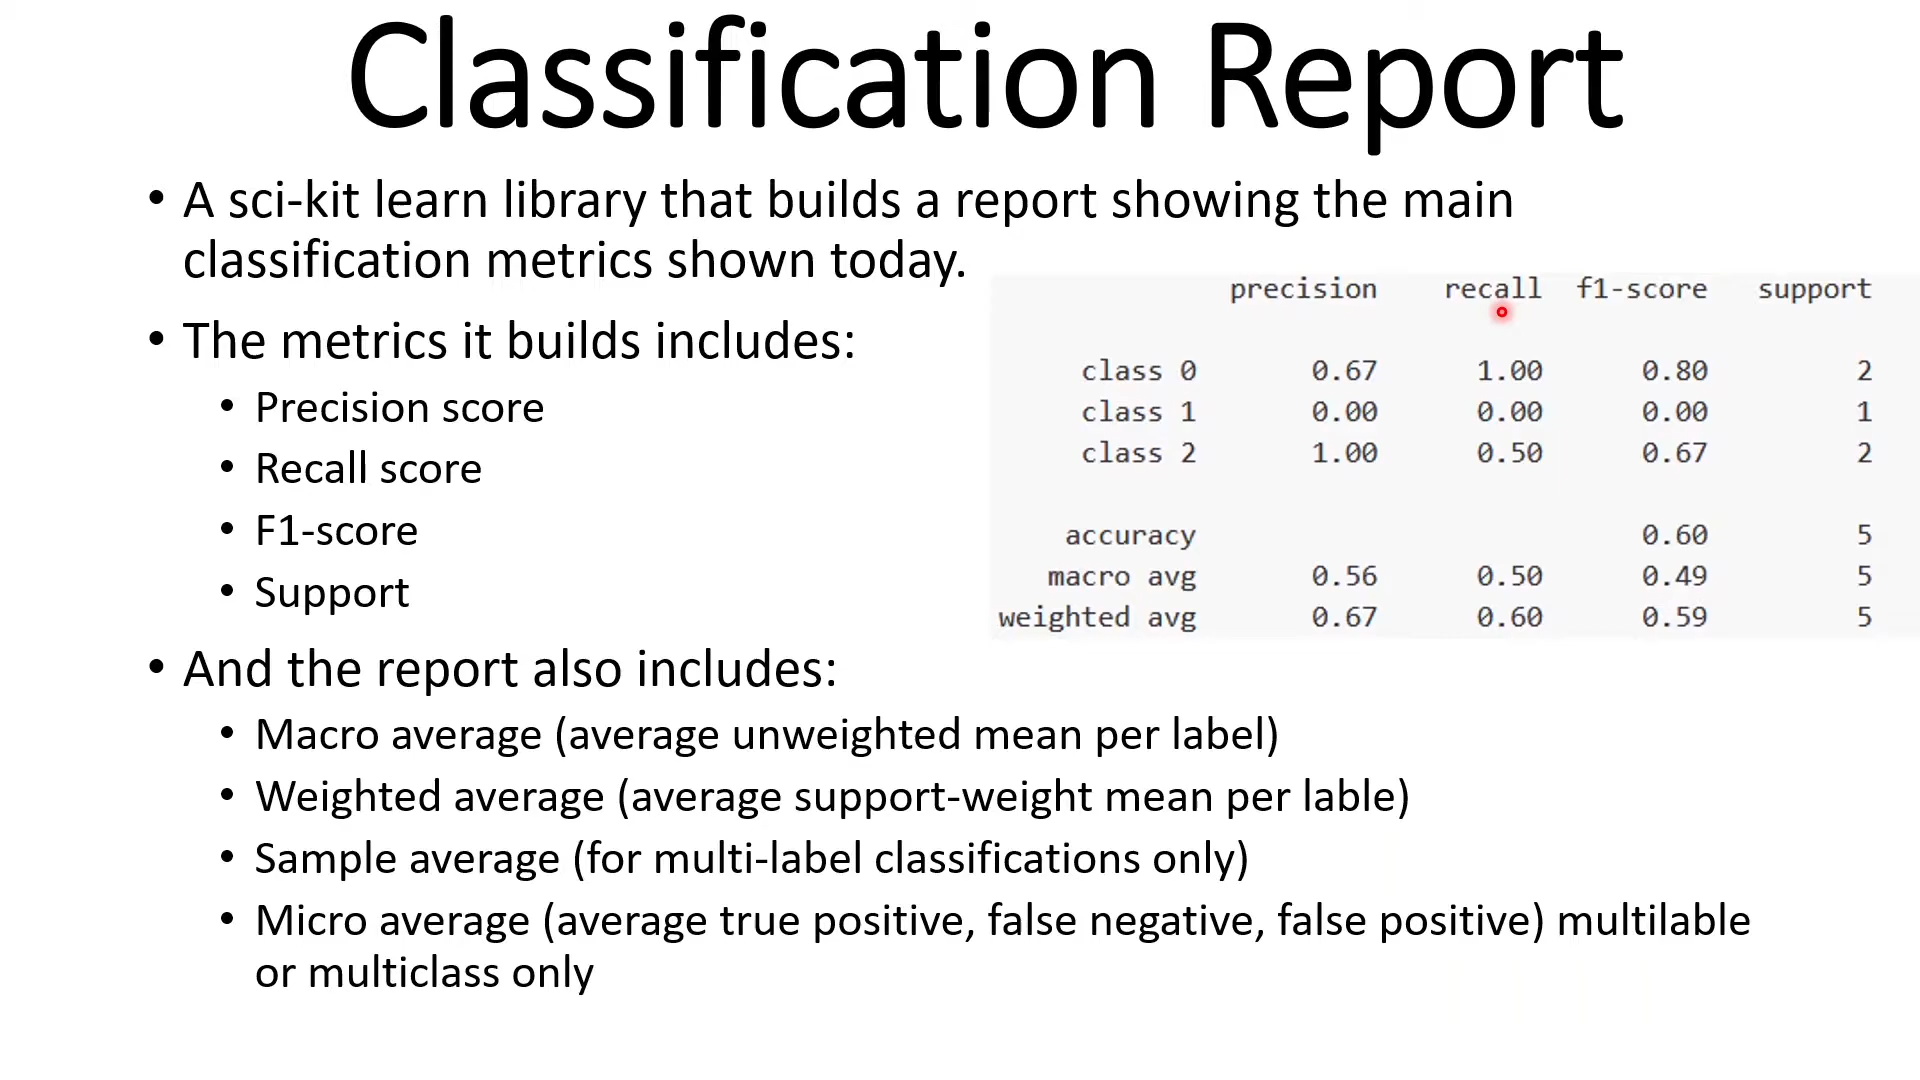 Classification Report
• A sci-kit learn library that builds a report showing the main
classification metrics shown today.
• The metrics it builds includes:
• Precision score
• Recall score
• F1-score
• Support
precision recall f1-score support
class 0 0.67 1.00 0.80 2
class 1 0.00 0.00 0.00 1
class 2 1.00 0.50 0.67 2
accuracy 0.60 5
macro avg 0.56 0.50 0.49 5
weighted avg 0.67 0.60 0.59 5
• And the report also includes:
• Macro average (average unweighted mean per label)
• Weighted average (average support-weight mean per lable)
• Sample average (for multi-label classifications only)
• Micro average (average true positive, false negative, false positive) multilable
or multiclass only